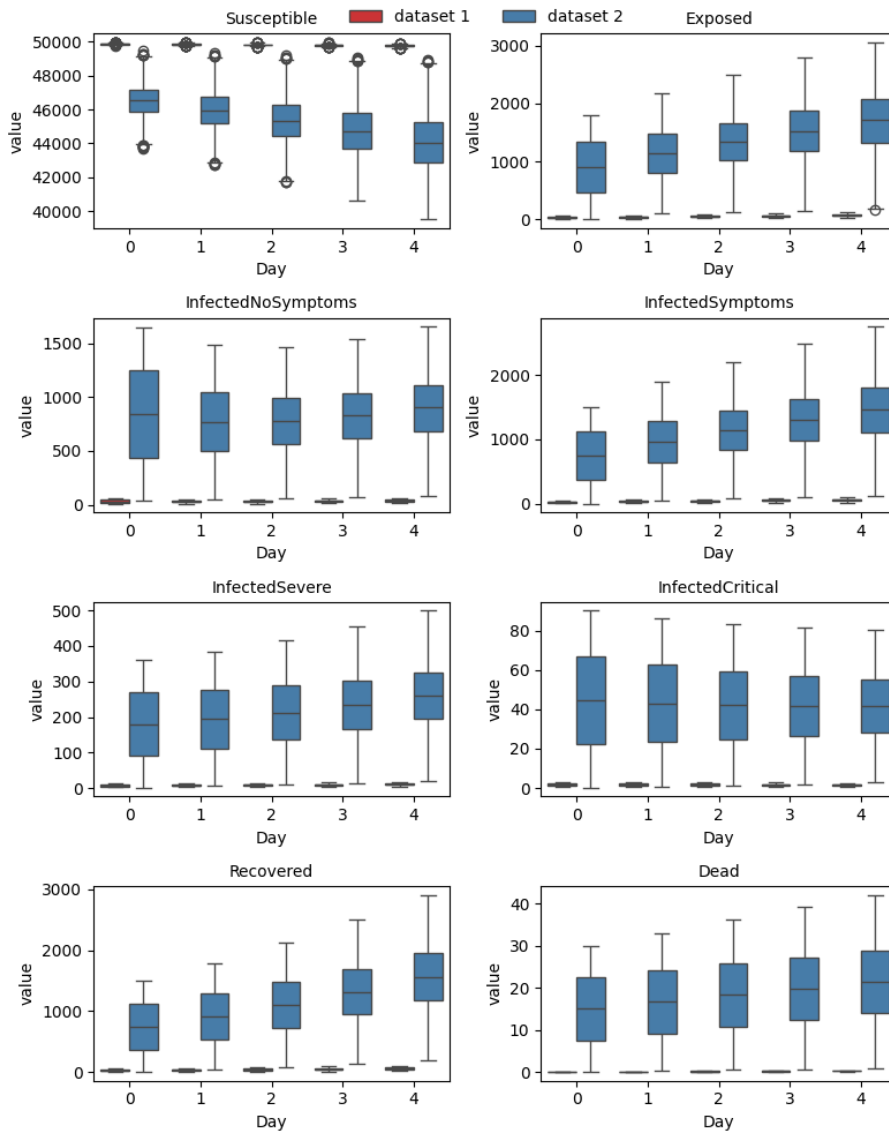 Susceptible dataset 1 dataset 2 Exposed
50000
48000
46000
44000
42000
40000
value
0 1 2 3 4
Day
3000
2000
1000
0
value
0 1 2 3 4
Day
InfectedNoSymptoms
1500
1000
500
0
value
0 1 2 3 4
Day
InfectedSymptoms
2000
1000
0
value
0 1 2 3 4
Day
InfectedSevere
500
400
300
200
100
0
value
0 1 2 3 4
Day
InfectedCritical
80
60
40
20
0
value
0 1 2 3 4
Day
Recovered
3000
2000
1000
0
value
0 1 2 3 4
Day
Dead
40
30
20
10
0
value
0 1 2 3 4
Day